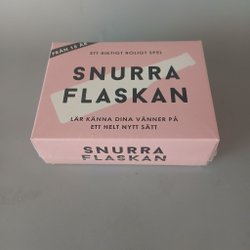 FRÅN 15 ÅR
ETT RIKTIGT ROLIGT SPEL
SNURRA
FLASKAN
LÄR KÄNNA DINA VÄNNER PÅ
ETT HELT NYTT SÄTT
SNURRA
FLASKAN